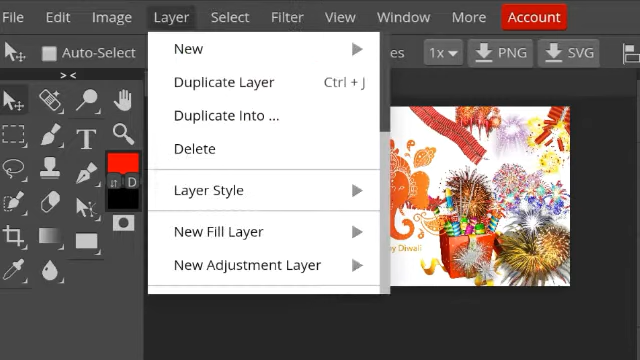 File Edit Image Layer Select Filter View Window More Account
Auto-Select
es 1x PNG SVG
> <
New
Duplicate Layer Ctrl + J
Duplicate Into ...
Delete
Layer Style
New Fill Layer
New Adjustment Layer
T
D
y Diwali